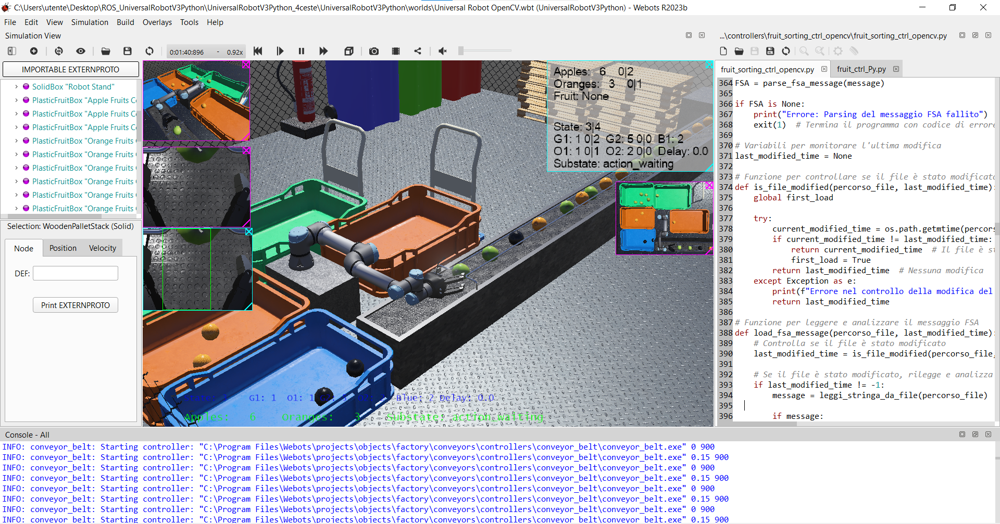 C:\Users\utente\Desktop\ROS_UniversalRobotV3Python\UniversalRobotV3Python_4ceste\UniversalRobotV3Python\worlds\Universal Robot OpenCV.wbt (UniversalRobotV3Python) - Webots R2023b
File Edit View Simulation Build Overlays Tools Help
Simulation View
...\controllers\fruit_sorting_ctrl_opencv\fruit_sorting_ctrl_opencv.py
0:01:40:896 - 0.92x
IMPORTABLE EXTERNPROTO
SolidBox "Robot Stand"
PlasticFruitBox "Apple Fruits C
PlasticFruitBox "Apple Fruits C
PlasticFruitBox "Apple Fruits C
PlasticFruitBox "Orange Fruits
PlasticFruitBox "Orange Fruits
PlasticFruitBox "Orange Fruits
PlasticFruitBox "Orange Fruits
PlasticFruitBox "Orange Fruits
PlasticFruitBox "Orange Fruits
Selection: WoodenPalletStack (Solid)
Node Position Velocity
DEF:
Print EXTERNPROTO
Apples: 6 0|2
Oranges: 3 0|1
Fruit: None
State: 3|4
G1: 1 0|2 G2: 5 0|0 B1: 2
O1: 1 0|1 O2: 2 0|0 Delay: 0.0
Substate: action_waiting
State: 3 G1: 1 O1: 1 Blue: 2 Delay: 0.0
Apples: 6 Oranges: 3 Substate: action_waiting
fruit_sorting_ctrl_opencv.py fruit_ctrl_Py.py
364 FSA = parse_fsa_message(message)
365
366 if FSA is None:
367 print("Errore: Parsing del messaggio FSA fallito")
368 exit(1) # Termina il programma con codice di errore
369
370 # Variabili per monitorare l'ultima modifica
371 last_modified_time = None
372
373 # Funzione per controllare se il file è stato modificato
374 def is_file_modified(percorso_file, last_modified_time):
375 global first_load
376
377 try:
378 current_modified_time = os.path.getmtime(percors
379 if current_modified_time != last_modified_time:
380 return current_modified_time # Il file è s
381 first_load = True
382 return last_modified_time # Nessuna modifica
383 except Exception as e:
384 print(f"Errore nel controllo della modifica del
385 return last_modified_time
386
387 # Funzione per leggere e analizzare il messaggio FSA
388 def load_fsa_message(percorso_file, last_modified_time):
389 # Controlla se il file è stato modificato
390 last_modified_time = is_file_modified(percorso_file,
391
392 # Se il file è stato modificato, rilegge e analizza
393 if last_modified_time != -1:
394 message = leggi_stringa_da_file(percorso_file)
395
396 if message:
Console - All
INFO: conveyor_belt: Starting controller: "C:\Program Files\Webots\projects\objects\factory\conveyors\controllers\conveyor_belt\conveyor_belt.exe" 0 900
INFO: conveyor_belt: Starting controller: "C:\Program Files\Webots\projects\objects\factory\conveyors\controllers\conveyor_belt\conveyor_belt.exe" 0.15 900
INFO: conveyor_belt: Starting controller: "C:\Program Files\Webots\projects\objects\factory\conveyors\controllers\conveyor_belt\conveyor_belt.exe" 0 900
INFO: conveyor_belt: Starting controller: "C:\Program Files\Webots\projects\objects\factory\conveyors\controllers\conveyor_belt\conveyor_belt.exe" 0.15 900
INFO: conveyor_belt: Starting controller: "C:\Program Files\Webots\projects\objects\factory\conveyors\controllers\conveyor_belt\conveyor_belt.exe" 0 900
INFO: conveyor_belt: Starting controller: "C:\Program Files\Webots\projects\objects\factory\conveyors\controllers\conveyor_belt\conveyor_belt.exe" 0.15 900
INFO: conveyor_belt: Starting controller: "C:\Program Files\Webots\projects\objects\factory\conveyors\controllers\conveyor_belt\conveyor_belt.exe" 0 900
INFO: conveyor_belt: Starting controller: "C:\Program Files\Webots\projects\objects\factory\conveyors\controllers\conveyor_belt\conveyor_belt.exe" 0.15 900